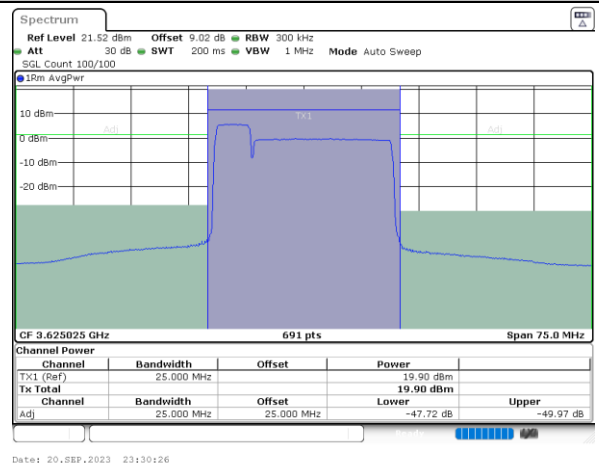 Spectrum
Ref Level 21.52 dBm Offset 9.02 dB RBW 300 kHz
Att 30 dB SWT 200 ms VBW 1 MHz Mode Auto Sweep
SGL Count 100/100
1Rm AvgPwr
10 dBm
TX1
Adj Adj
0 dBm
-10 dBm
-20 dBm
CF 3.625025 GHz 691 pts Span 75.0 MHz
Channel Power
Channel Bandwidth Offset Power
TX1 (Ref) 25.000 MHz 19.90 dBm
Tx Total 19.90 dBm
Channel Bandwidth Offset Lower Upper
Adj 25.000 MHz 25.000 MHz -47.72 dB -49.97 dB
Date: 20.SEP.2023 23:30:26